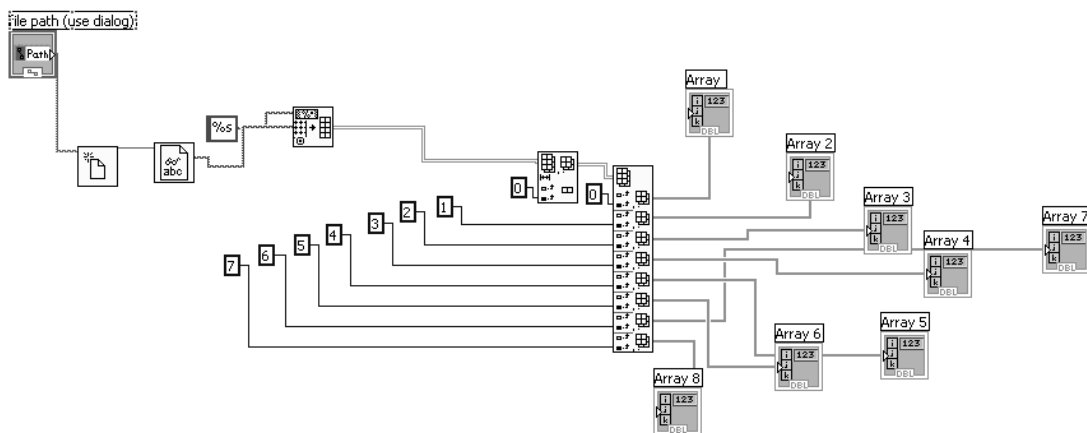 ile path (use dialog)
Path
%s
abc
0
0
1
2
3
4
5
6
7
Array
i
j
k
123
DBL
Array 2
i
j
k
123
DBL
Array 3
i
j
k
123
DBL
Array 7
i
j
k
123
DBL
Array 4
i
j
k
123
DBL
Array 5
i
j
k
123
DBL
Array 6
i
j
k
123
DBL
Array 8
i
j
k
123
DBL